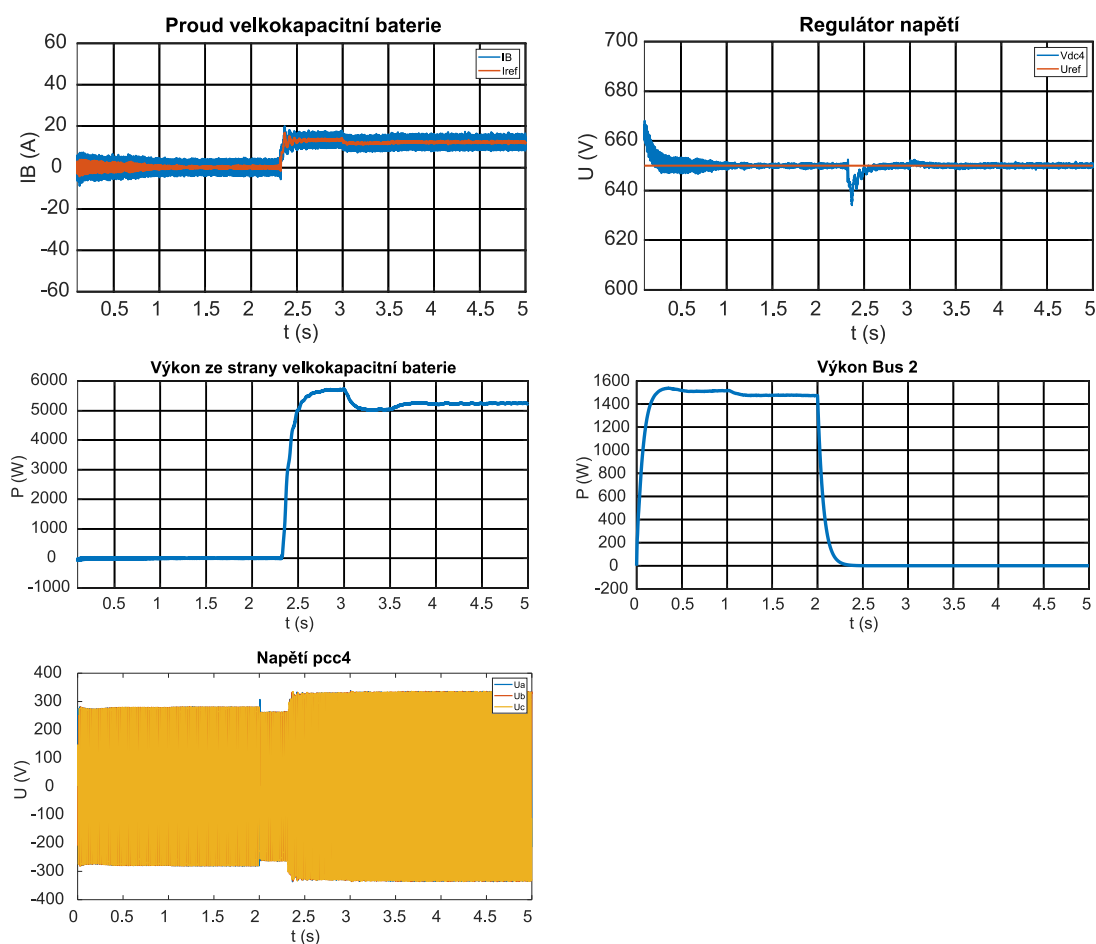 Proud velkokapacitní baterie
60
40
20
0
-20
-40
-60
IB (A)
IB
Iref
0.5 1 1.5 2 2.5 3 3.5 4 4.5 5
t (s)
Regulátor napětí
700
680
660
640
620
600
U (V)
Vdc4
Uref
0.5 1 1.5 2 2.5 3 3.5 4 4.5 5
t (s)
Výkon ze strany velkokapacitní baterie
6000
5000
4000
3000
2000
1000
0
-1000
P (W)
0.5 1 1.5 2 2.5 3 3.5 4 4.5 5
t (s)
Výkon Bus 2
1600
1400
1200
1000
800
600
400
200
0
-200
P (W)
0 0.5 1 1.5 2 2.5 3 3.5 4 4.5 5
t (s)
Napětí pcc4
400
300
200
100
0
-100
-200
-300
-400
U (V)
Ua
Ub
Uc
0 0.5 1 1.5 2 2.5 3 3.5 4 4.5 5
t (s)